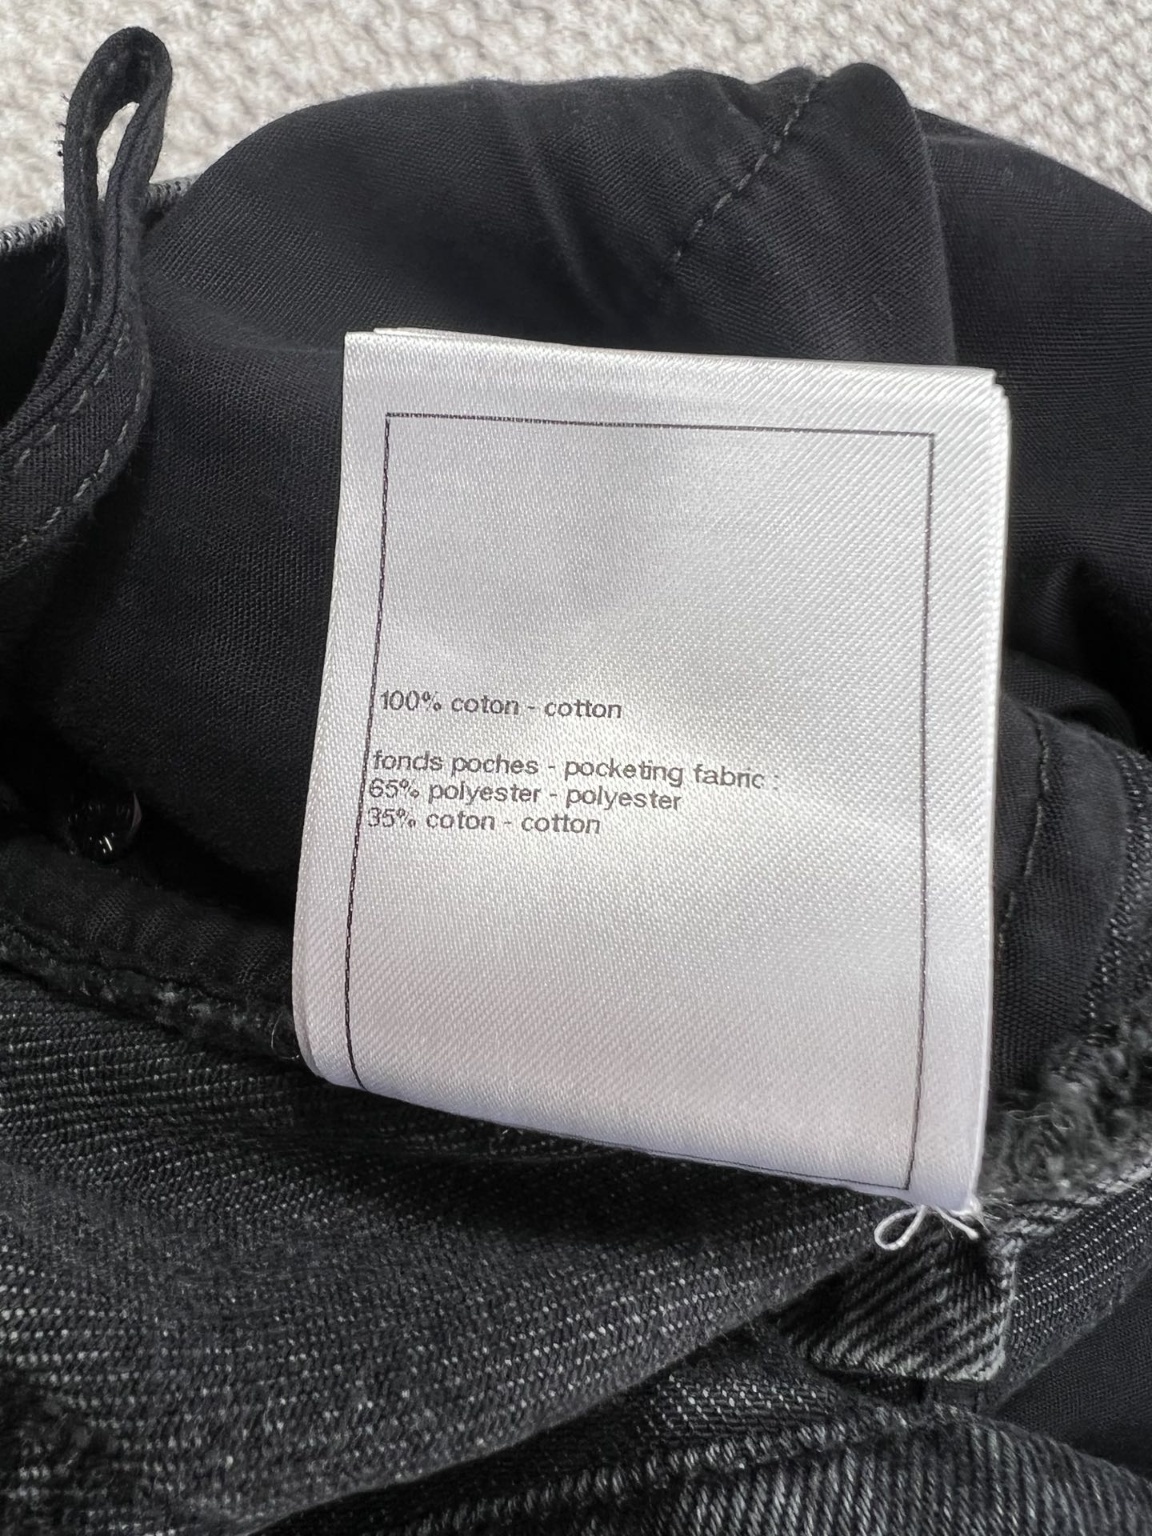 100% coton - cotton
fonds poches - pocketing fabric :
65% polyester - polyester
35% coton - cotton